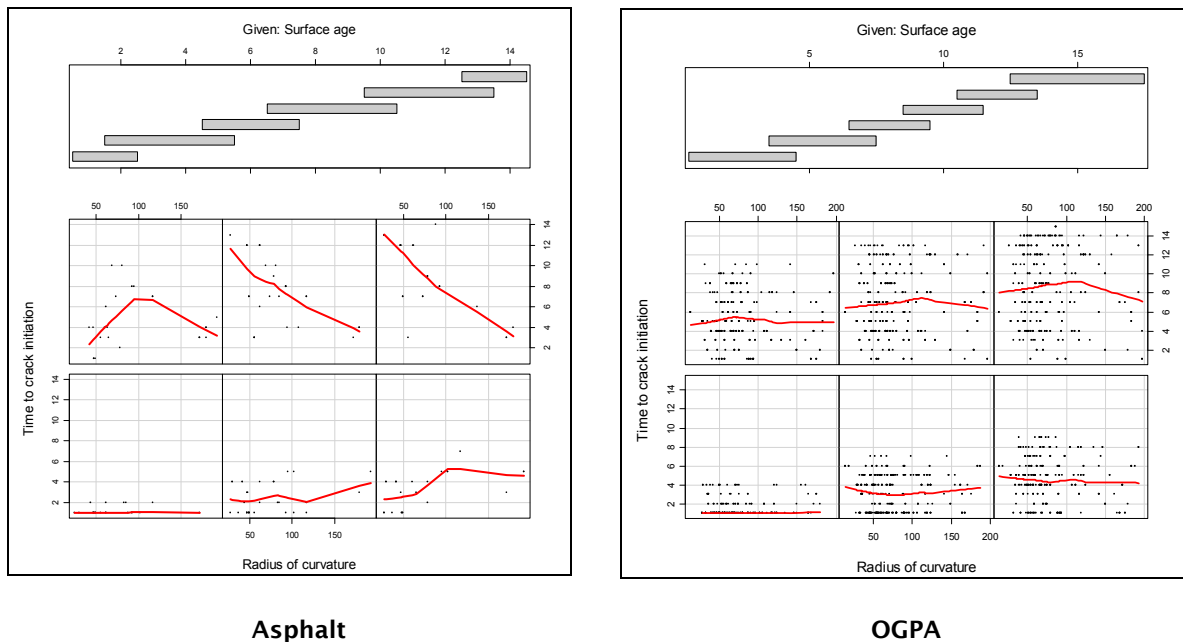 Given: Surface age
2 4 6 8 10 12 14
50 100 150
50 100 150
2 4 6 8 10 12 14
2 4 6 8 10 12 14
Time to crack initiation
50 100 150
Radius of curvature
Asphalt
Given: Surface age
5 10 15
50 100 150 200
50 100 150 200
2 4 6 8 10 12 14
2 4 6 8 10 12 14
Time to crack initiation
50 100 150 200
50 100 150 200
Radius of curvature
OGPA